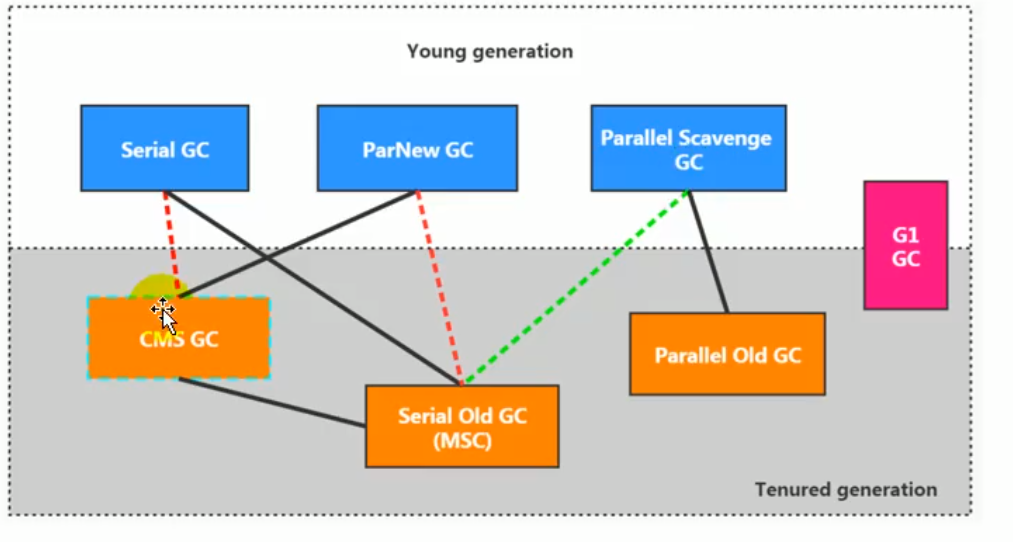 Young generation
Serial GC
ParNew GC
Parallel Scavenge
GC
G1
GC
CMS GC
Parallel Old GC
Serial Old GC
(MSC)
Tenured generation